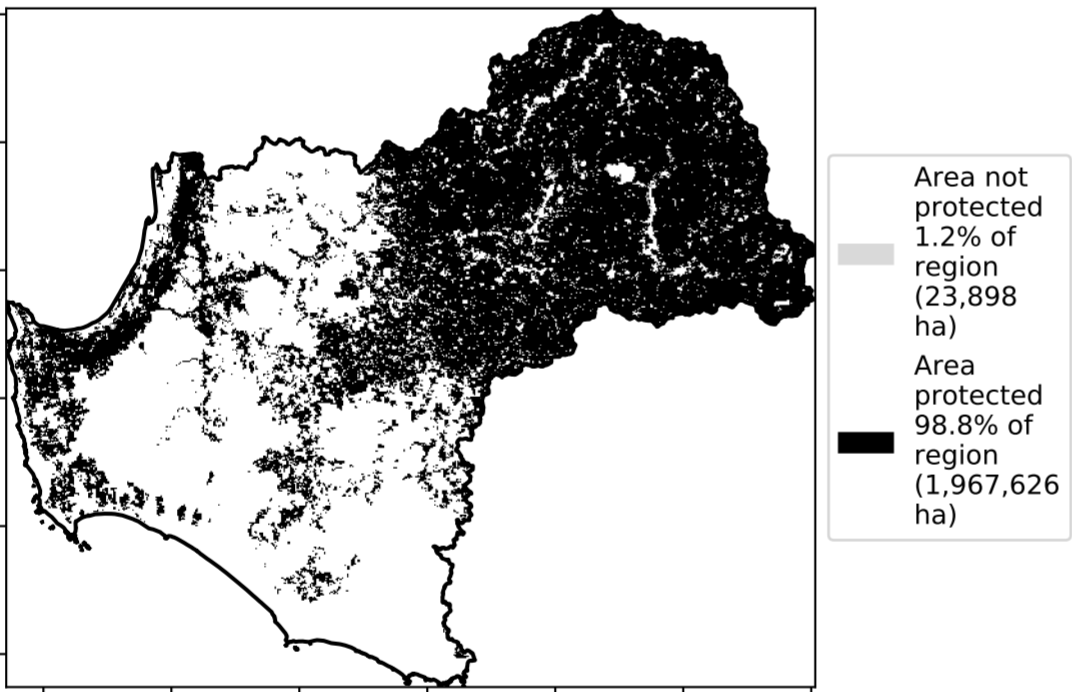 Area not
protected
1.2% of
region
(23,898
ha)
Area
protected
98.8% of
region
(1,967,626
ha)